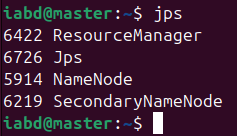 iabd@master:~$ jps
6422 ResourceManager
6726 Jps
5914 NameNode
6219 SecondaryNameNode
iabd@master:~$